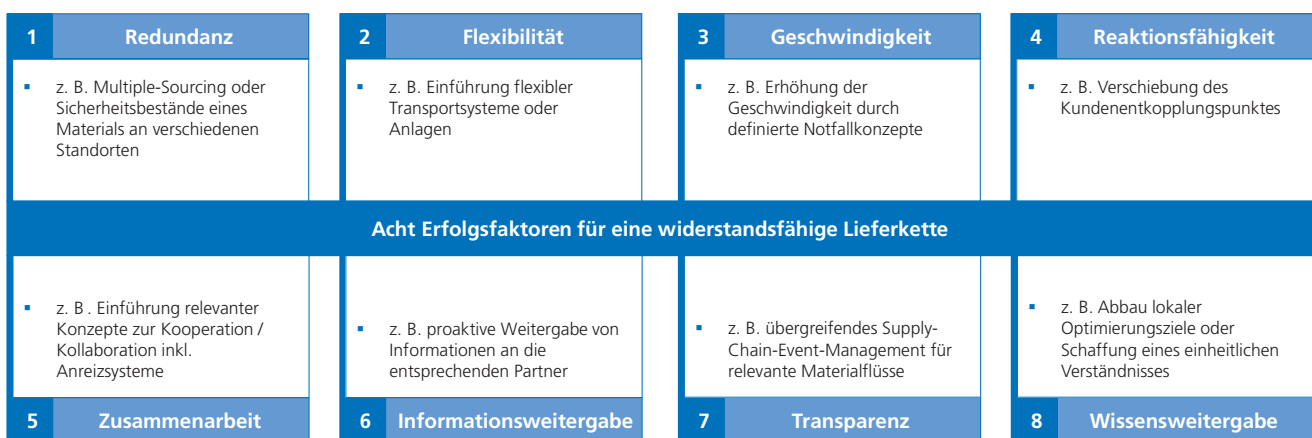 1 Redundanz
▪ z. B. Multiple-Sourcing oder
Sicherheitsbestände eines
Materials an verschiedenen
Standorten
2 Flexibilität
▪ z. B. Einführung flexibler
Transportsysteme oder
Anlagen
3 Geschwindigkeit
▪ z. B. Erhöhung der
Geschwindigkeit durch
definierte Notfallkonzepte
4 Reaktionsfähigkeit
▪ z. B. Verschiebung des
Kundenentkopplungspunktes
Acht Erfolgsfaktoren für eine widerstandsfähige Lieferkette
▪ z. B . Einführung relevanter
Konzepte zur Kooperation /
Kollaboration inkl.
Anreizsysteme
5 Zusammenarbeit
▪ z. B. proaktive Weitergabe von
Informationen an die
entsprechenden Partner
6 Informationsweitergabe
▪ z. B. übergreifendes Supply-
Chain-Event-Management für
relevante Materialflüsse
7 Transparenz
▪ z. B. Abbau lokaler
Optimierungsziele oder
Schaffung eines einheitlichen
Verständnisses
8 Wissensweitergabe